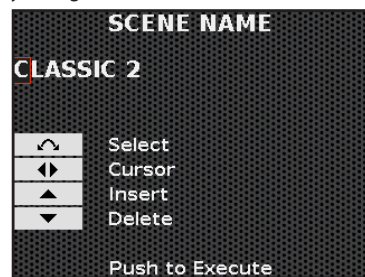 SCENE NAME
CLASSIC 2
Select
Cursor
Insert
Delete
Push to Execute